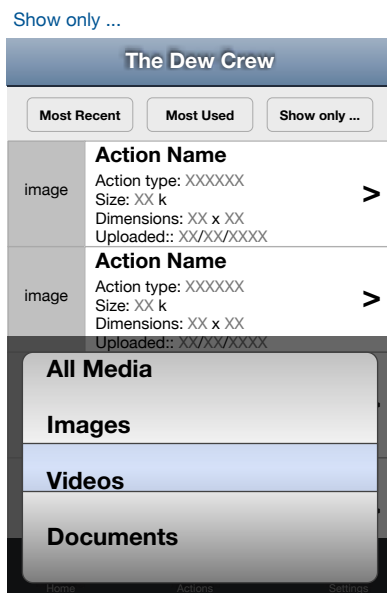 Show only ...
The Dew Crew
Most Recent Most Used Show only ...
image
Action Name
Action type: XXXXXX
Size: XX k
Dimensions: XX x XX
Uploaded:: XX/XX/XXXX
>
image
Action Name
Action type: XXXXXX
Size: XX k
Dimensions: XX x XX
Uploaded:: XX/XX/XXXX
>
All Media
Images
Videos
Documents
Home Actions Settings